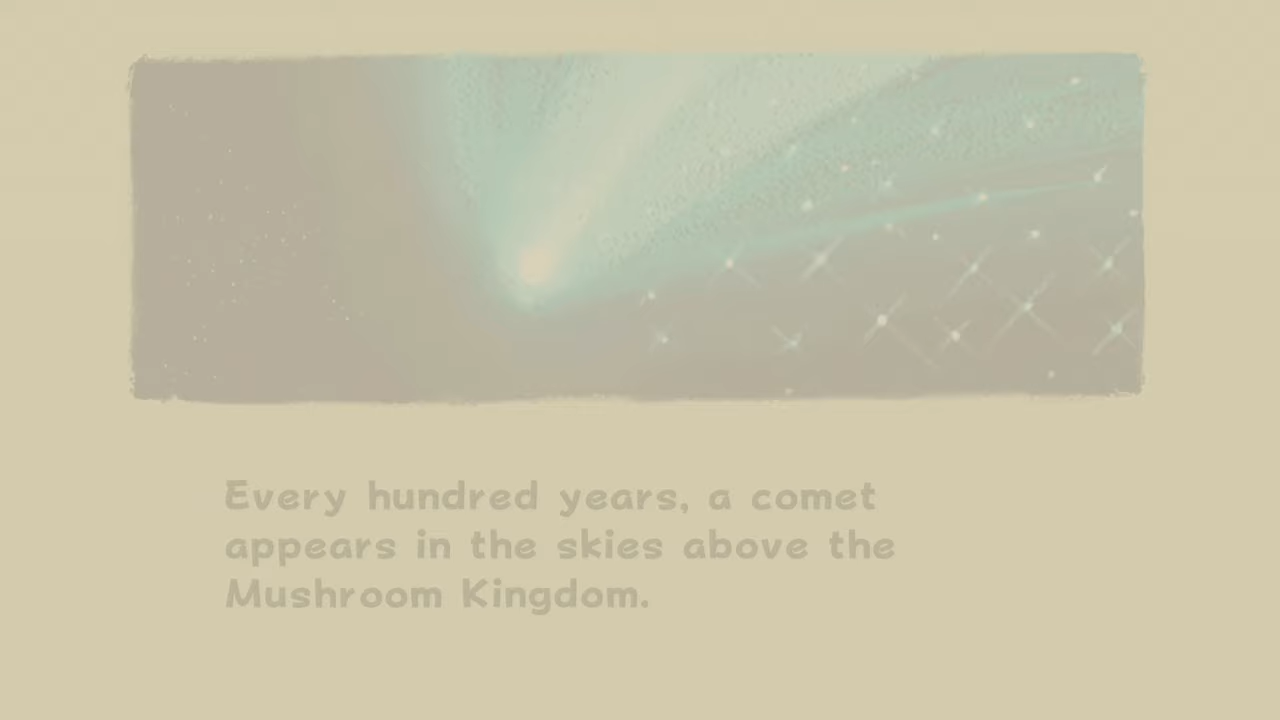 Every hundred years, a comet
appears in the skies above the
Mushroom Kingdom.